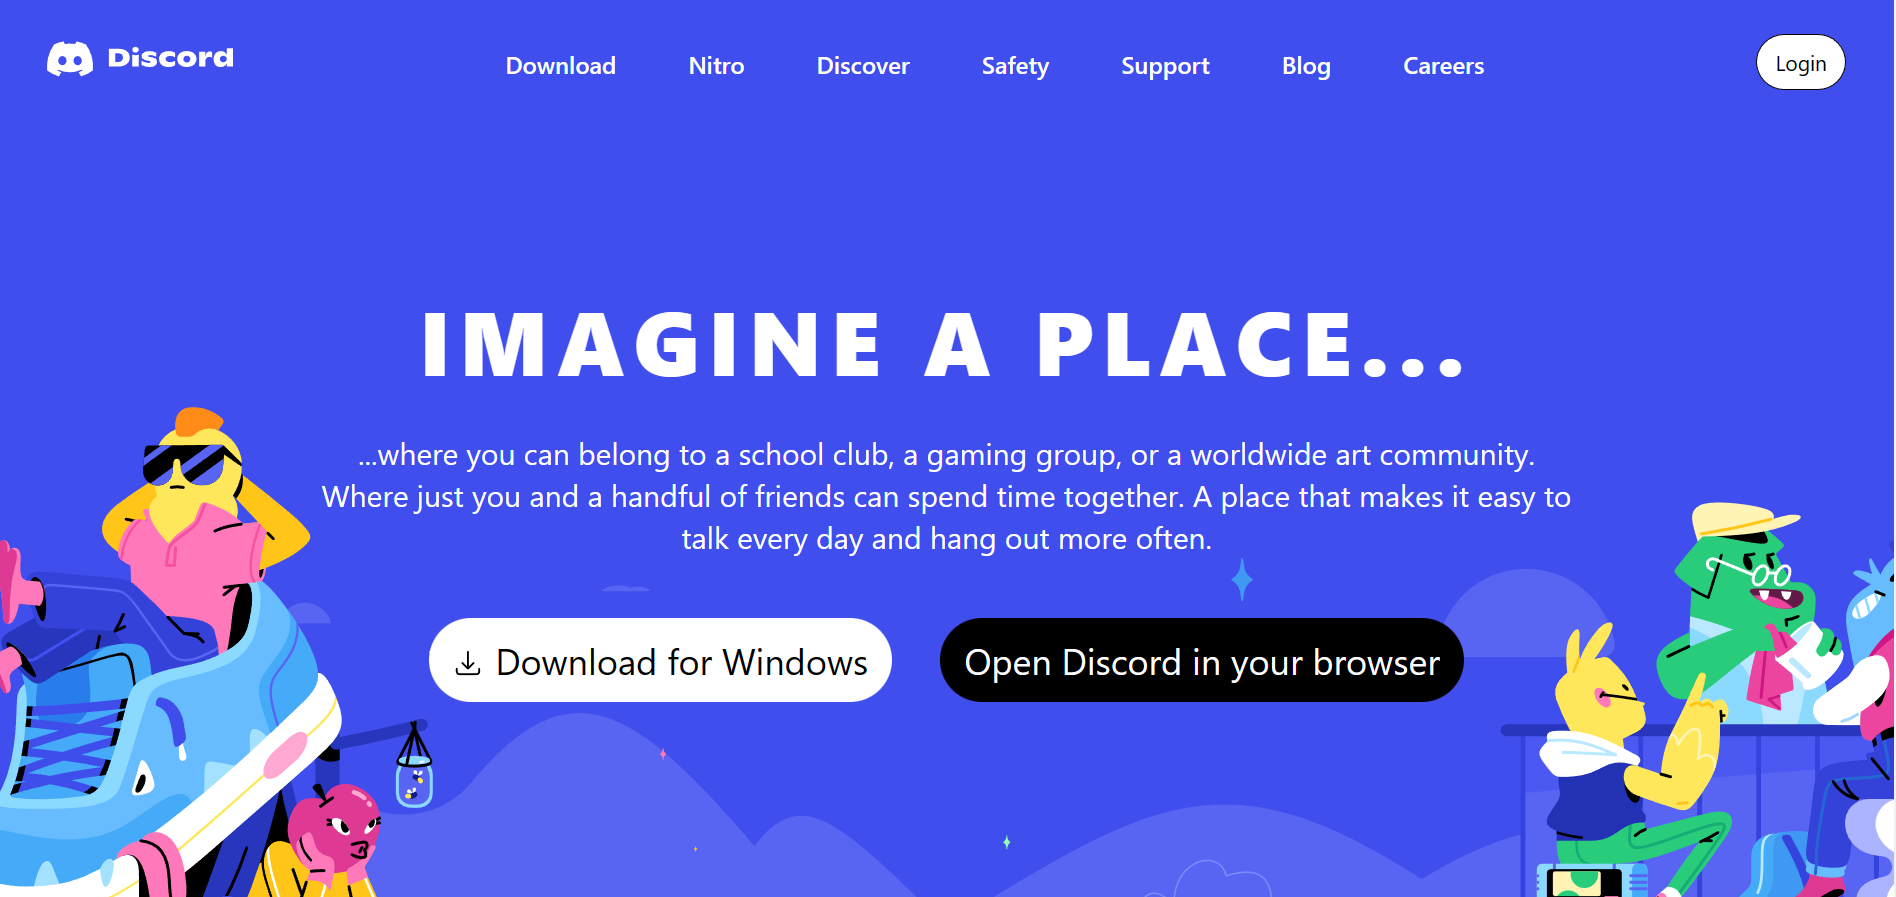 Discord
Download Nitro Discover Safety Support Blog Careers
Login
IMAGINE A PLACE...
...where you can belong to a school club, a gaming group, or a worldwide art community.
Where just you and a handful of friends can spend time together. A place that makes it easy to
talk every day and hang out more often.
Download for Windows
Open Discord in your browser